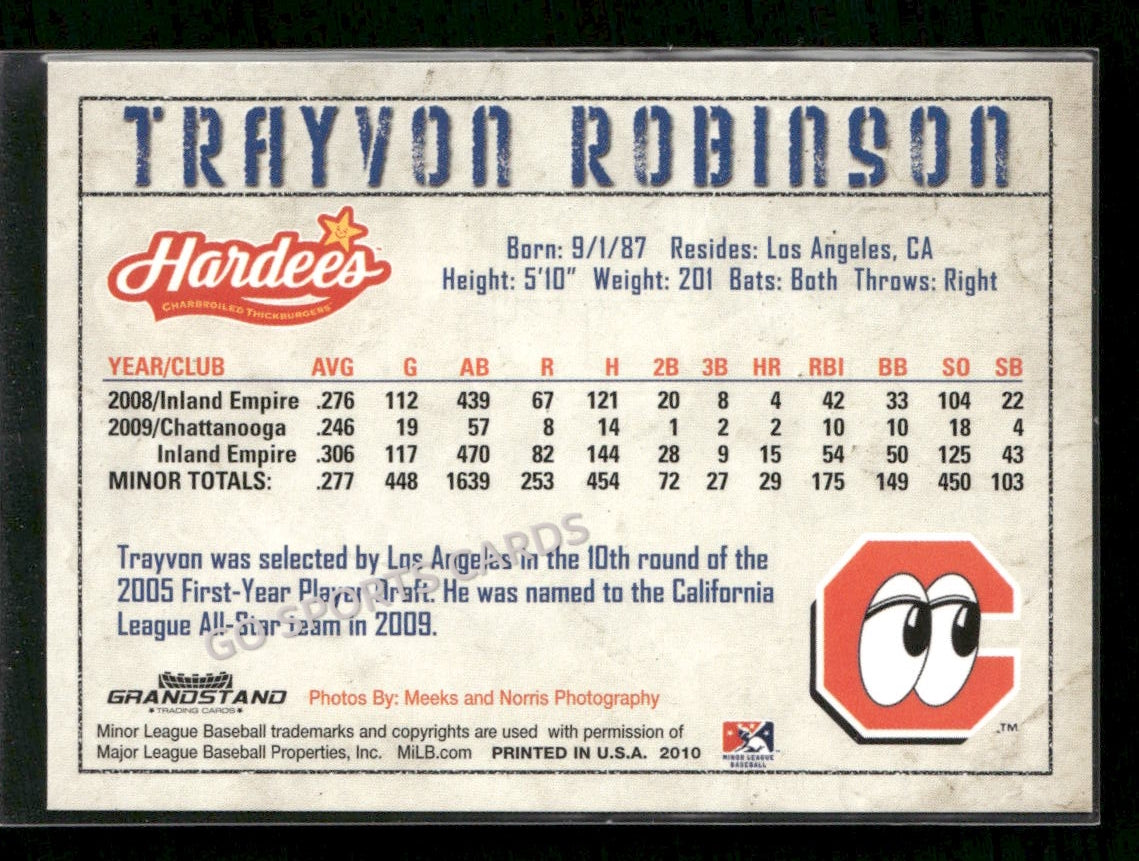 TRAYVON ROBINSON
Hardee's
CHARBROILED THICKBURGERS
Born: 9/1/87 Resides: Los Angeles, CA
Height: 5'10" Weight: 201 Bats: Both Throws: Right
YEAR/CLUB AVG G AB R H 2B 3B HR RBI BB SO SB
2008/Inland Empire .276 112 439 67 121 20 8 4 42 33 104 22
2009/Chattanooga .246 19 57 8 14 1 2 2 10 10 18 4
Inland Empire .306 117 470 82 144 28 9 15 54 50 125 43
MINOR TOTALS: .277 448 1639 253 454 72 27 29 175 149 450 103
Trayvon was selected by Los Angeles in the 10th round of the
2005 First-Year Player Draft. He was named to the California
League All-Star Team in 2009.
GO SPORTS CARDS
C
TM
GRANDSTAND
★TRADING CARDS★
Photos By: Meeks and Norris Photography
Minor League Baseball trademarks and copyrights are used with permission of
Major League Baseball Properties, Inc. MiLB.com PRINTED IN U.S.A. 2010
MINOR LEAGUE
BASEBALL